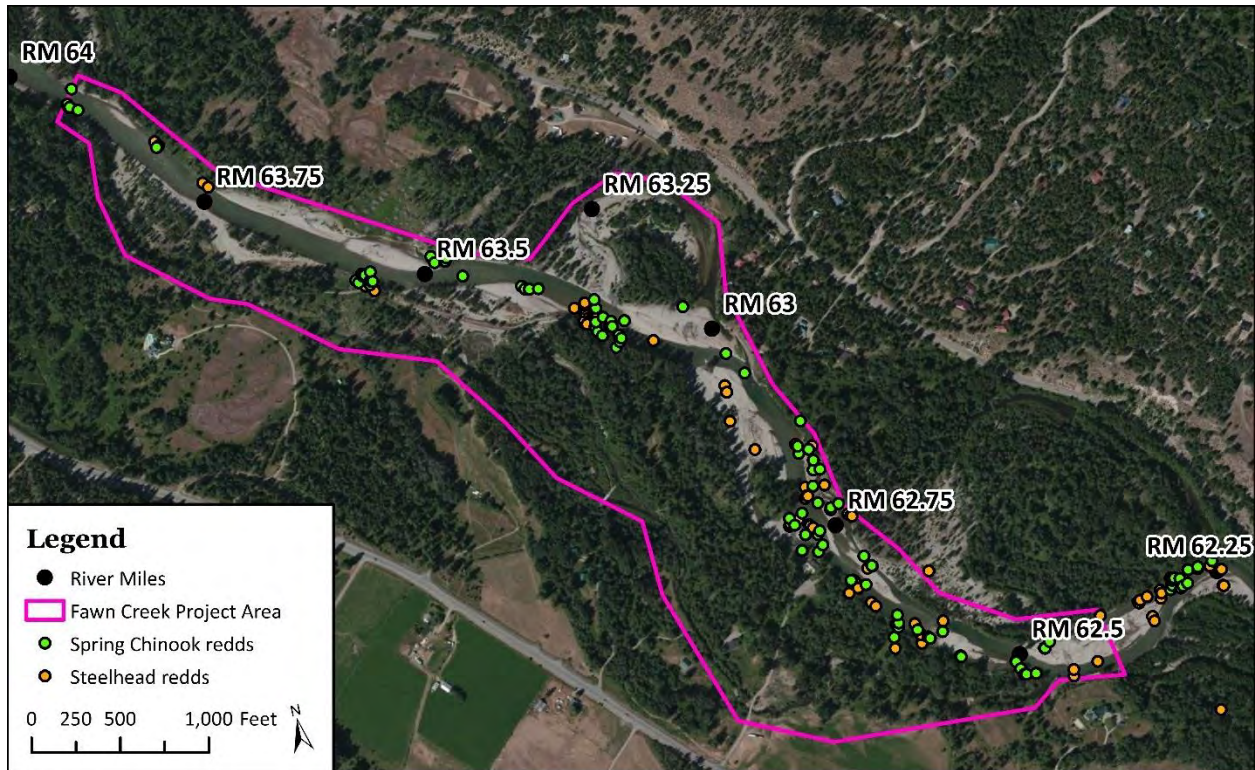 RM 64
RM 63.75
RM 63.25
RM 63.5
RM 63
RM 62.75
RM 62.25
RM 62.5
Legend
River Miles
Fawn Creek Project Area
Spring Chinook redds
Steelhead redds
0 250 500 1,000 Feet
N